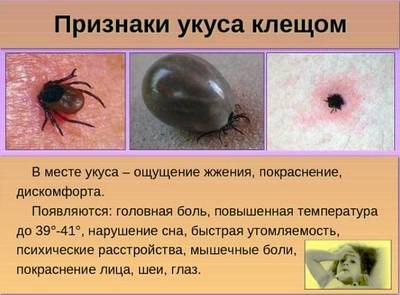 Признаки укуса клещом
В месте укуса – ощущение жжения, покраснение,
дискомфорта.
Появляются: головная боль, повышенная температура
до 39°-41°, нарушение сна, быстрая утомляемость,
психические расстройства, мышечные боли,
покраснение лица, шеи, глаз.